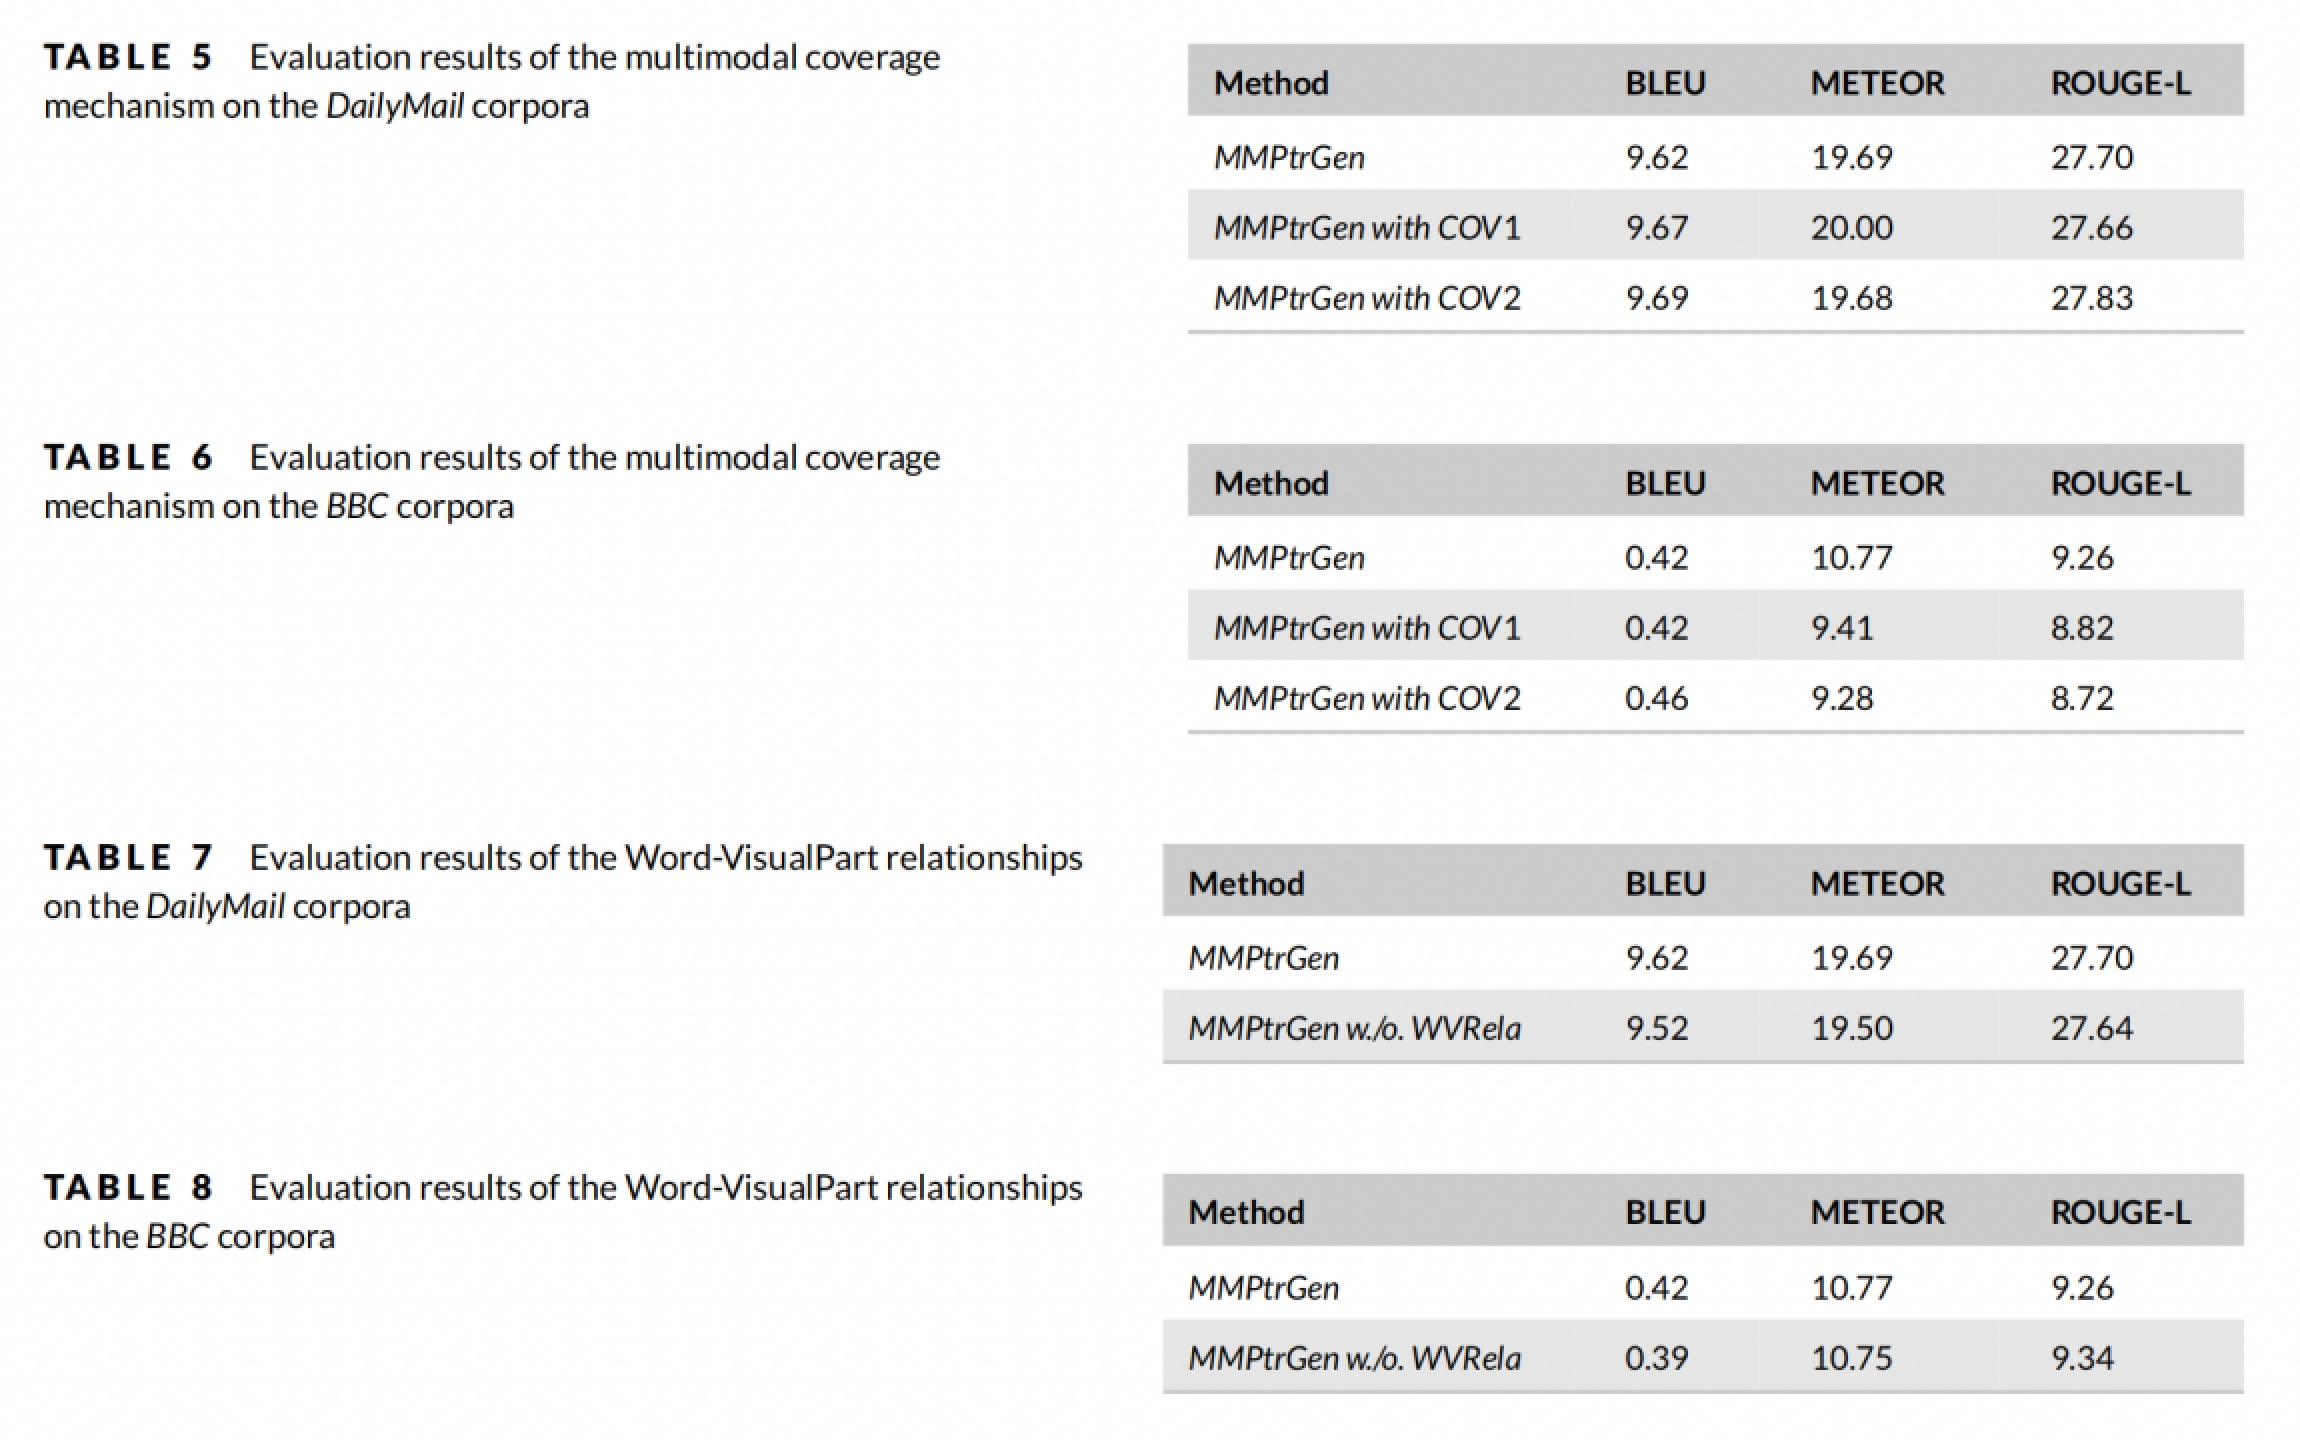 TABLE 5 Evaluation results of the multimodal coverage
mechanism on the DailyMail corpora
Method BLEU METEOR ROUGE-L
MMPtrGen 9.62 19.69 27.70
MMPtrGen with COV1 9.67 20.00 27.66
MMPtrGen with COV2 9.69 19.68 27.83
TABLE 6 Evaluation results of the multimodal coverage
mechanism on the BBC corpora
Method BLEU METEOR ROUGE-L
MMPtrGen 0.42 10.77 9.26
MMPtrGen with COV1 0.42 9.41 8.82
MMPtrGen with COV2 0.46 9.28 8.72
TABLE 7 Evaluation results of the Word-VisualPart relationships
on the DailyMail corpora
Method BLEU METEOR ROUGE-L
MMPtrGen 9.62 19.69 27.70
MMPtrGen w./o. WVRela 9.52 19.50 27.64
TABLE 8 Evaluation results of the Word-VisualPart relationships
on the BBC corpora
Method BLEU METEOR ROUGE-L
MMPtrGen 0.42 10.77 9.26
MMPtrGen w./o. WVRela 0.39 10.75 9.34